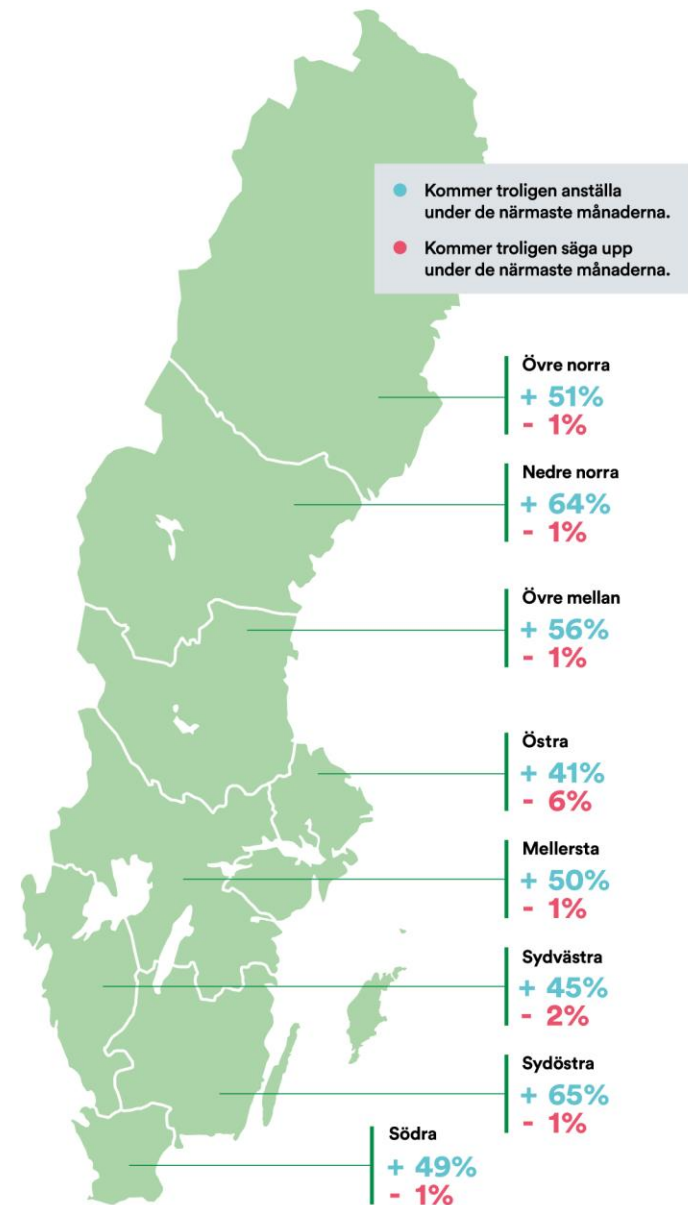 Kommer troligen anställa
under de närmaste månaderna.
Kommer troligen säga upp
under de närmaste månaderna.
Övre norra
+ 51%
- 1%
Nedre norra
+ 64%
- 1%
Övre mellan
+ 56%
- 1%
Östra
+ 41%
- 6%
Mellersta
+ 50%
- 1%
Sydvästra
+ 45%
- 2%
Sydöstra
+ 65%
- 1%
Södra
+ 49%
- 1%